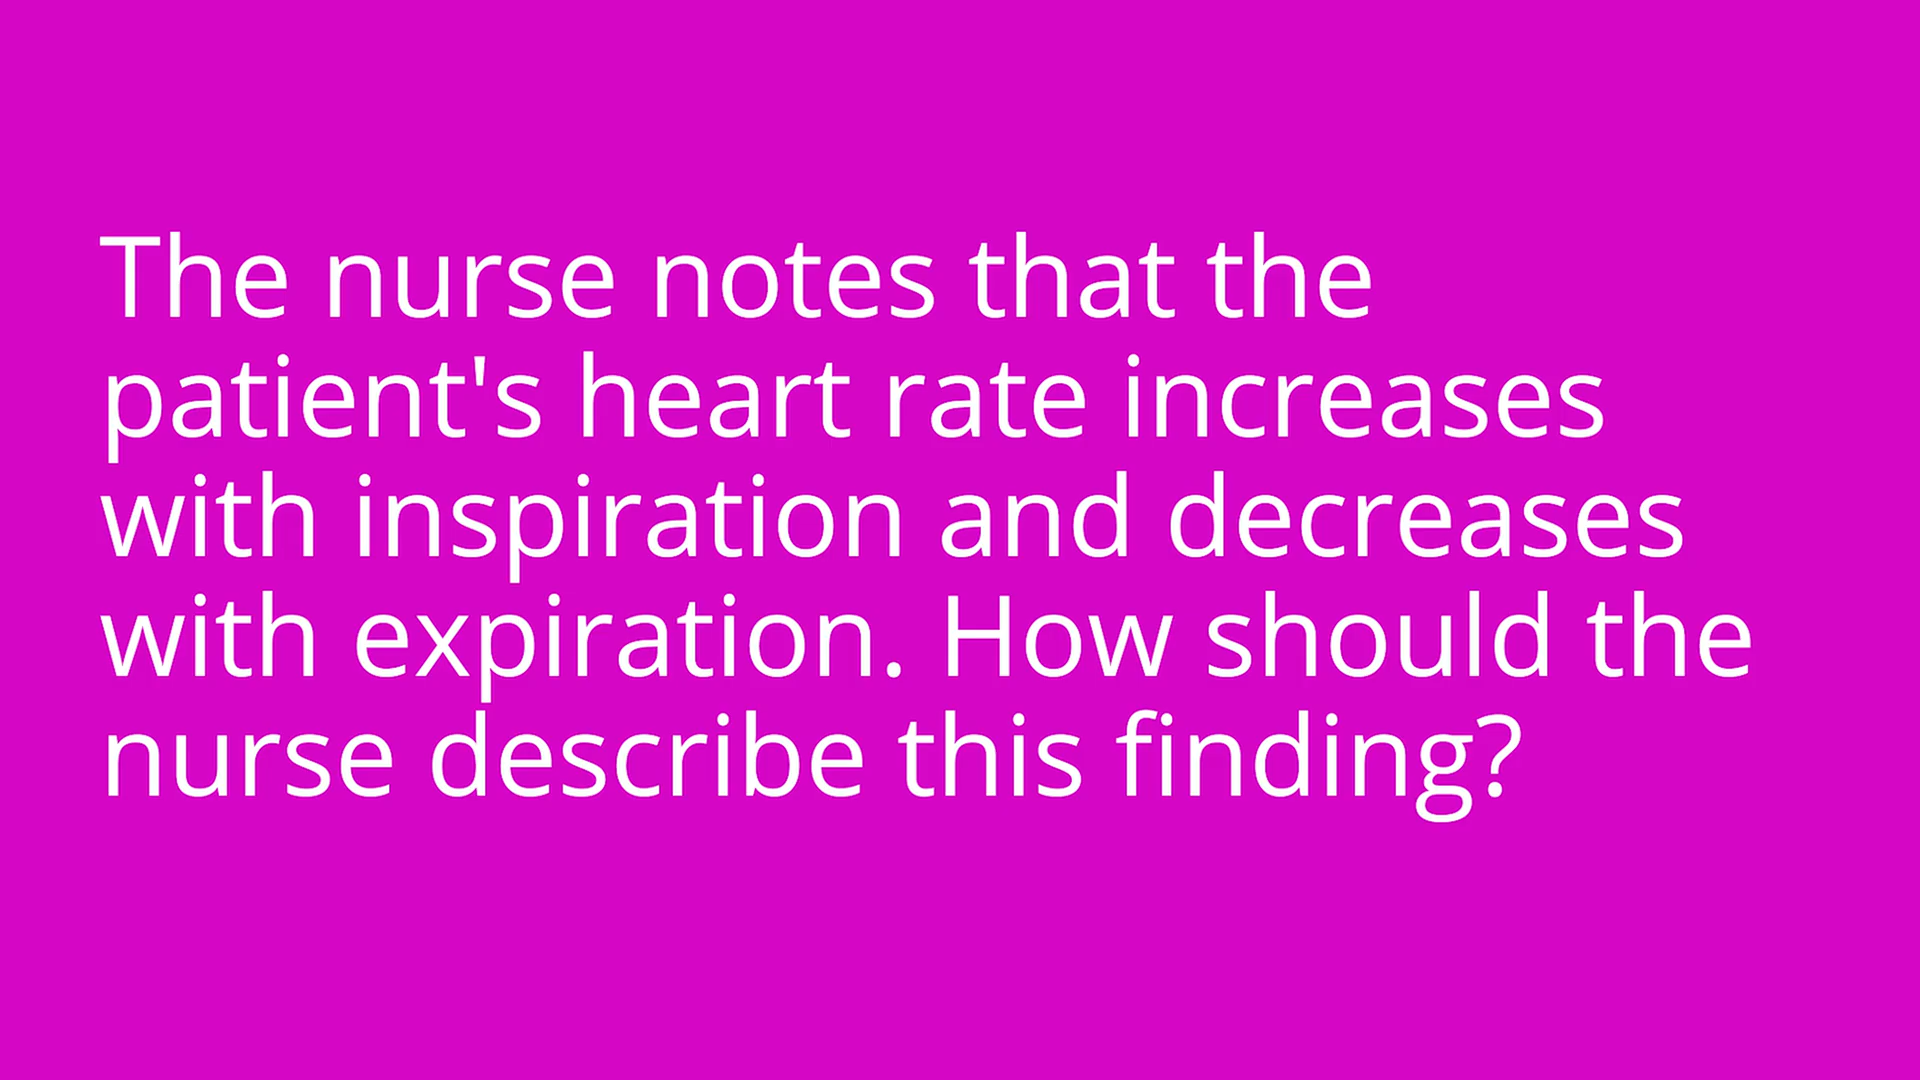 The nurse notes that the
patient's heart rate increases
with inspiration and decreases
with expiration. How should the
nurse describe this finding?